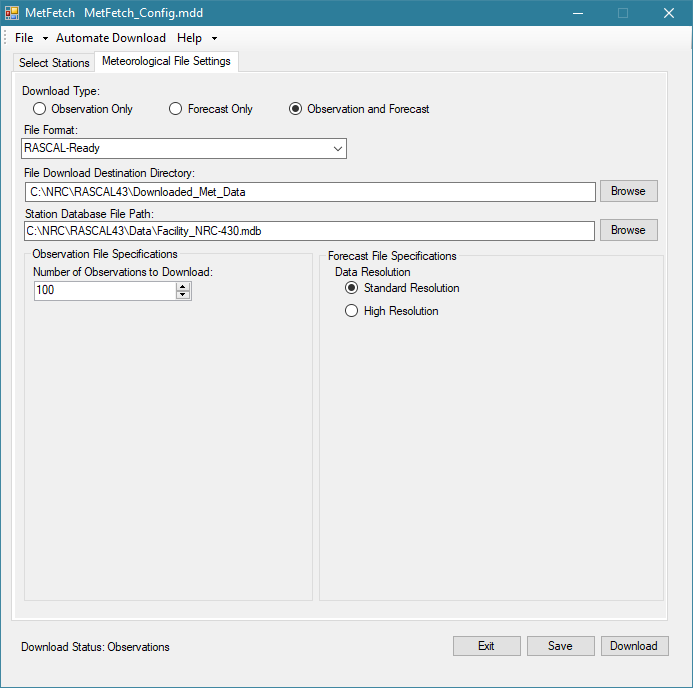 MetFetch MetFetch_Config.mdd
File Automate Download Help
Select Stations Meteorological File Settings
Download Type:
Observation Only Forecast Only Observation and Forecast
File Format:
RASCAL-Ready
File Download Destination Directory:
C:\NRC\RASCAL43\Downloaded_Met_Data Browse
Station Database File Path:
C:\NRC\RASCAL43\Data\Facility_NRC-430.mdb Browse
Observation File Specifications
Number of Observations to Download:
100
Forecast File Specifications
Data Resolution
Standard Resolution
High Resolution
Download Status: Observations Exit Save Download